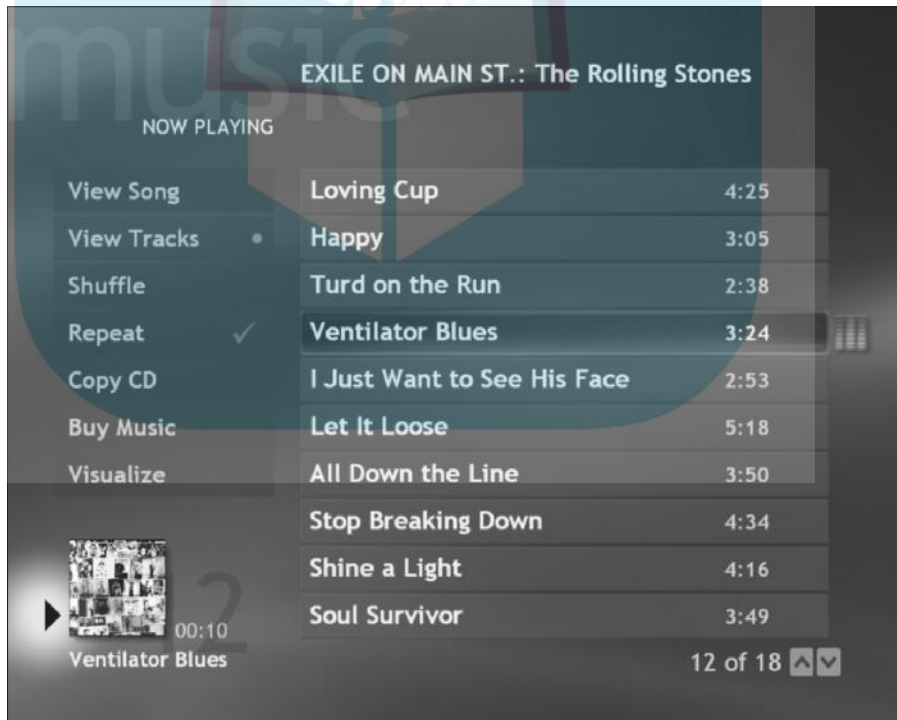 music
EXILE ON MAIN ST.: The Rolling Stones
NOW PLAYING
View Song
View Tracks
Shuffle
Repeat
Copy CD
Buy Music
Visualize
Loving Cup 4:25
Happy 3:05
Turd on the Run 2:38
Ventilator Blues 3:24
I Just Want to See His Face 2:53
Let It Loose 5:18
All Down the Line 3:50
Stop Breaking Down 4:34
Shine a Light 4:16
Soul Survivor 3:49
12
00:10
Ventilator Blues
12 of 18